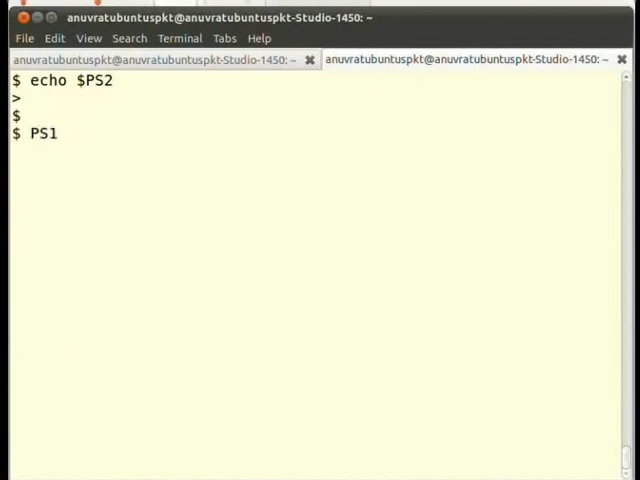 anuvratubuntuspkt@anuvratubuntuspkt-Studio-1450: ~
File Edit View Search Terminal Tabs Help
anuvratubuntuspkt@anuvratubuntuspkt-Studio-1450: ~ anuvratubuntuspkt@anuvratubuntuspkt-Studio-1450: ~
$ echo $PS2
>
$
$ PS1